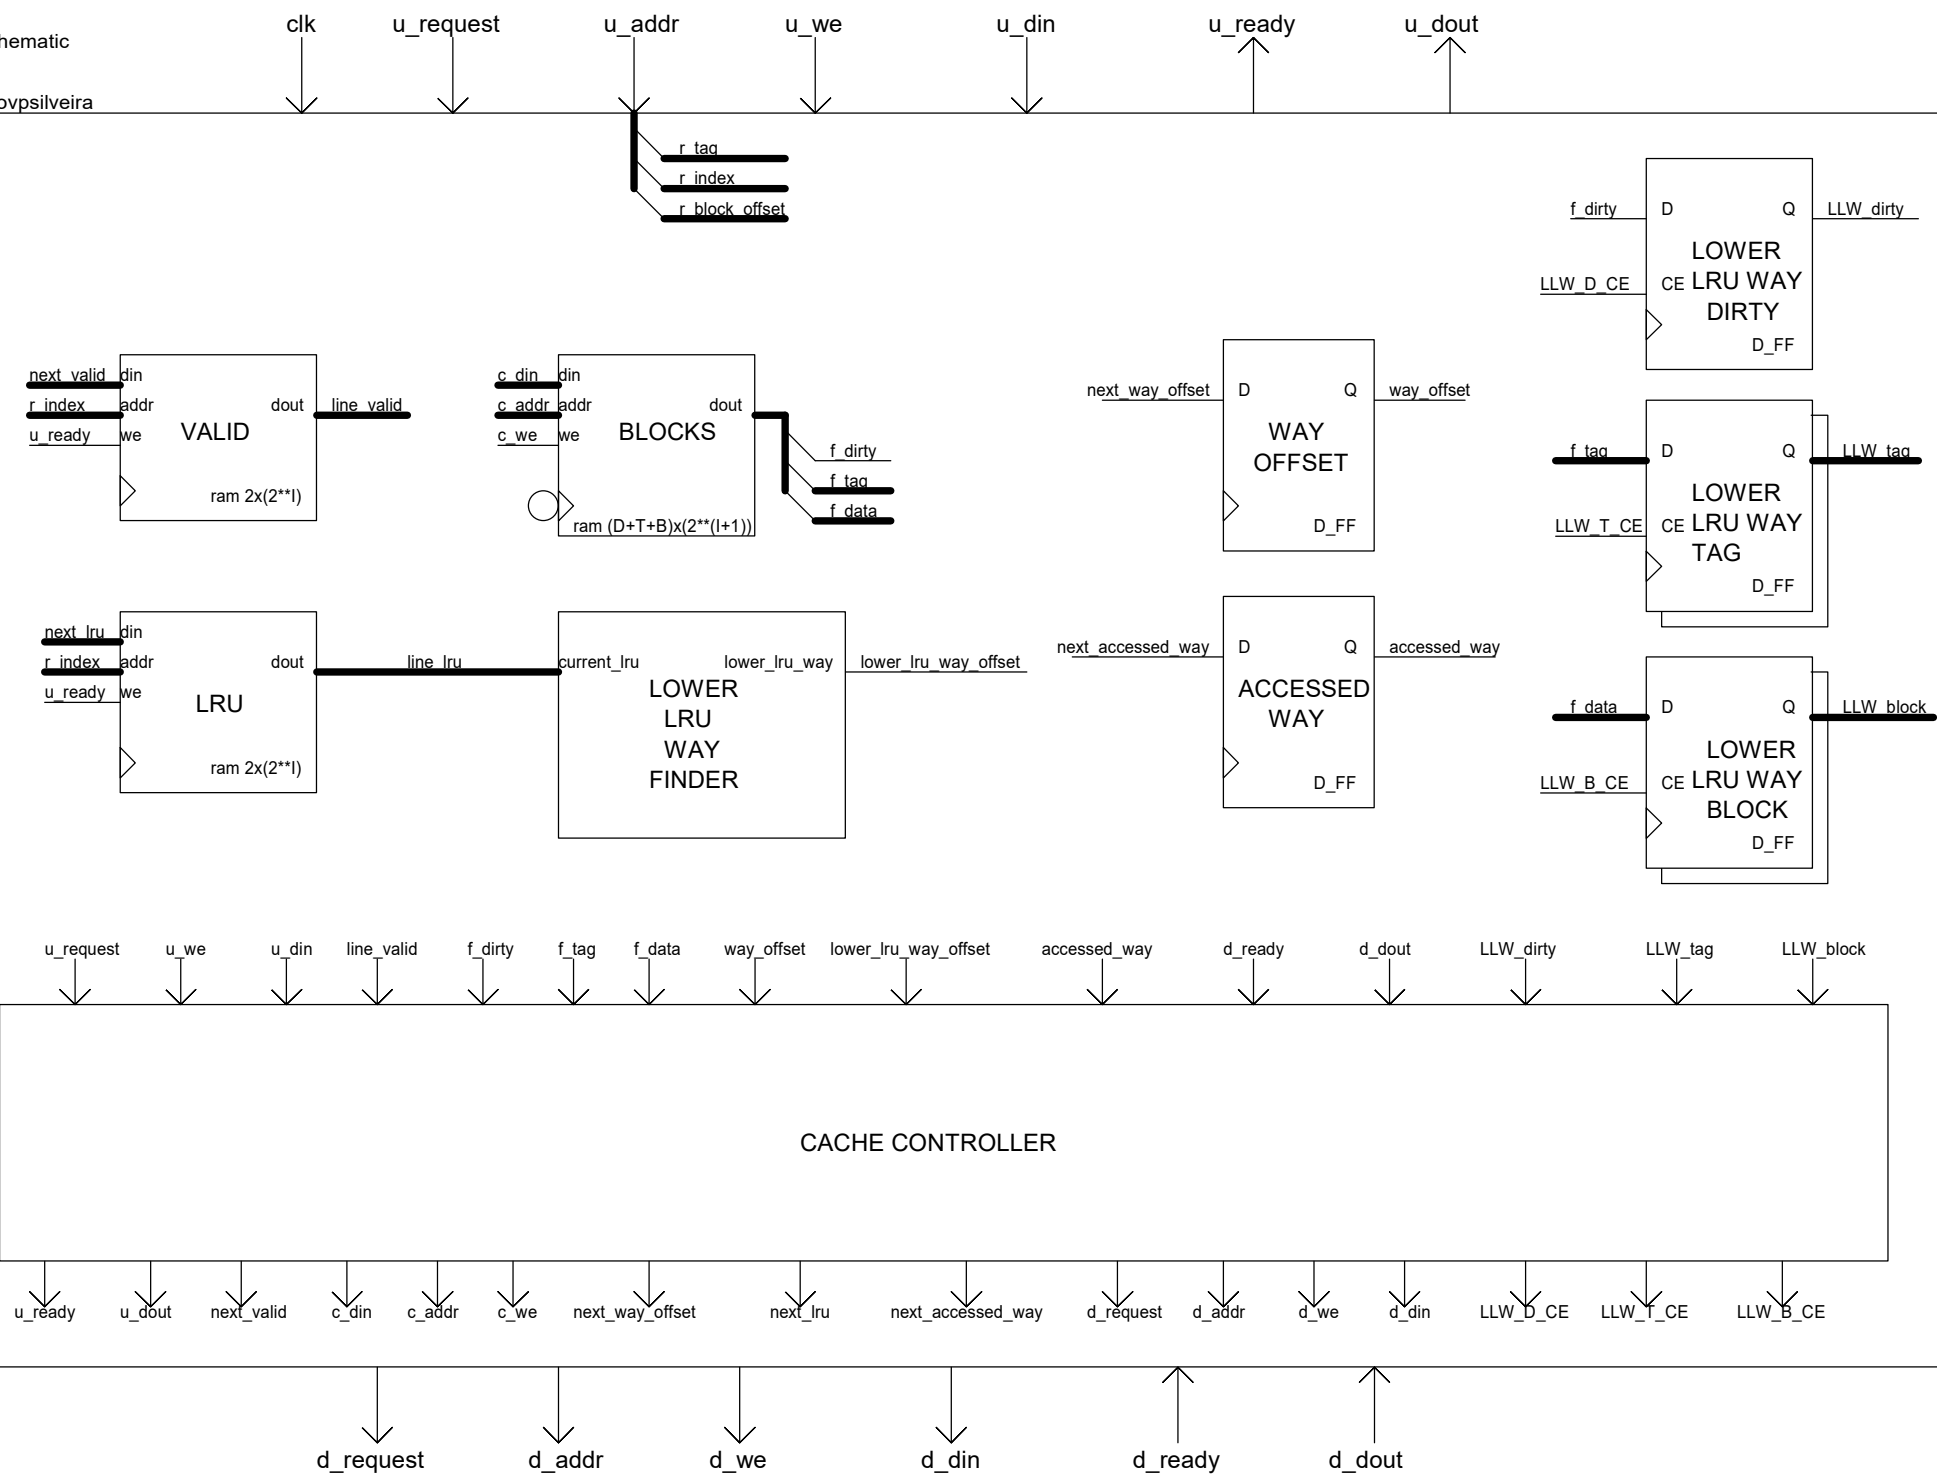 clk u_request u_addr u_we u_din u_ready u_dout
hematic
ovpsilveira
r_tag
r_index
r_block_offset
f_dirty D Q LLW_dirty
LOWER
LLW_D_CE CE LRU WAY
DIRTY
D_FF
next_valid din
r_index addr dout line_valid
u_ready we VALID
ram 2x(2**I)
c_din din
c_addr addr dout
c_we we BLOCKS
f_dirty
f_tag
f_data
ram (D+T+B)x(2**(I+1))
next_way_offset D Q way_offset
WAY
OFFSET
D_FF
f_tag D Q LLW_tag
LOWER
LLW_T_CE CE LRU WAY
TAG
D_FF
next_lru din
r_index addr dout line_lru
u_ready we LRU
ram 2x(2**I)
current_lru lower_lru_way lower_lru_way_offset
LOWER
LRU
WAY
FINDER
next_accessed_way D Q accessed_way
ACCESSED
WAY
D_FF
f_data D Q LLW_block
LOWER
LLW_B_CE CE LRU WAY
BLOCK
D_FF
u_request u_we u_din line_valid f_dirty f_tag f_data way_offset lower_lru_way_offset accessed_way d_ready d_dout LLW_dirty LLW_tag LLW_block
CACHE CONTROLLER
u_ready u_dout next_valid c_din c_addr c_we next_way_offset next_lru next_accessed_way d_request d_addr d_we d_din LLW_D_CE LLW_T_CE LLW_B_CE
d_request d_addr d_we d_din d_ready d_dout